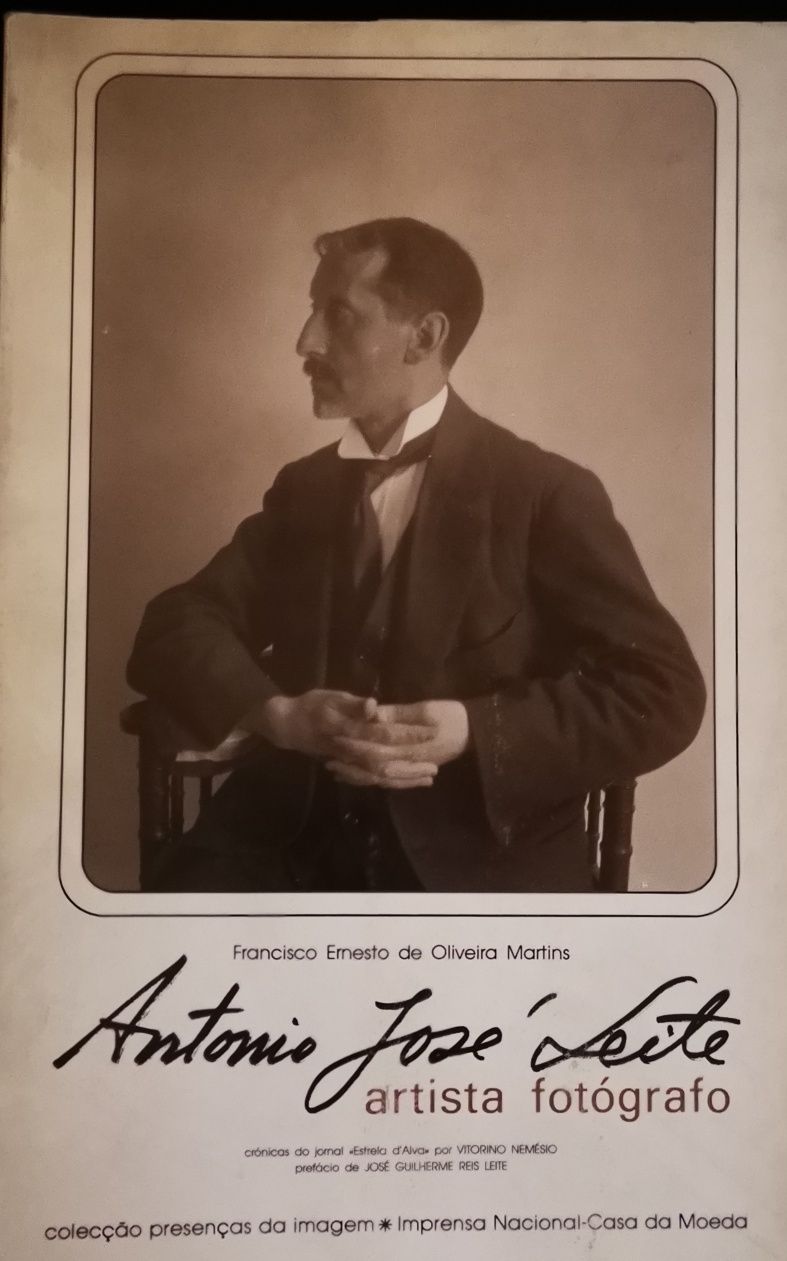 Francisco Ernesto de Oliveira Martins
Antonio José Leite
artista fotógrafo
crónicas do jornal «Estrela d'Alva» por VITORINO NEMÉSIO
prefácio de JOSÉ GUILHERME REIS LEITE
colecção presenças da imagem * Imprensa Nacional-Casa da Moeda